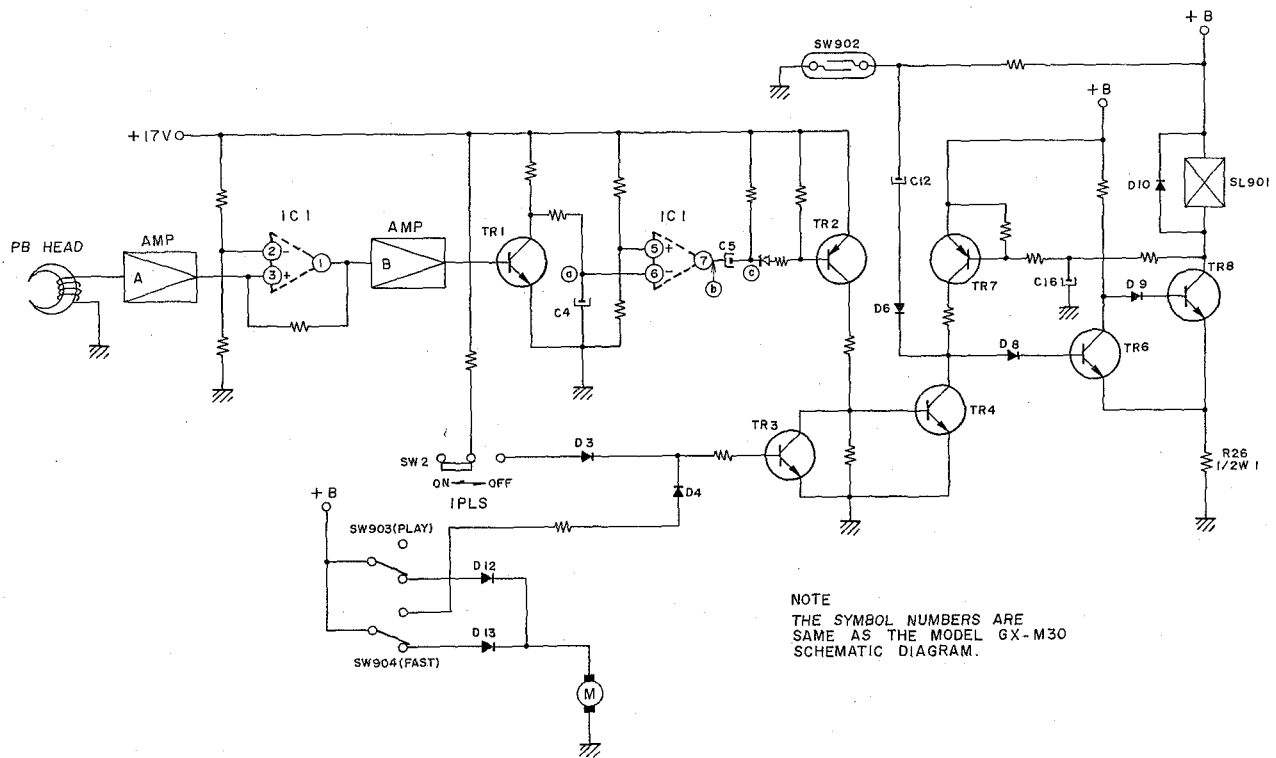 +B
SW902
+B
+17V
C12
D10
SL901
IC1
IC1
TR1
TR2
PB HEAD
AMP
AMP
2 −
3 +
1
5 +
6 −
7
C5
A
B
a
b
c
C4
TR7
C161
TR8
D9
D6
D8
TR6
TR3
TR4
SW2
D3
ON OFF
IPLS
D4
R26
1/2W 1
+B
SW903(PLAY)
D12
D13
SW904(FAST)
M
NOTE
THE SYMBOL NUMBERS ARE
SAME AS THE MODEL GX-M30
SCHEMATIC DIAGRAM.